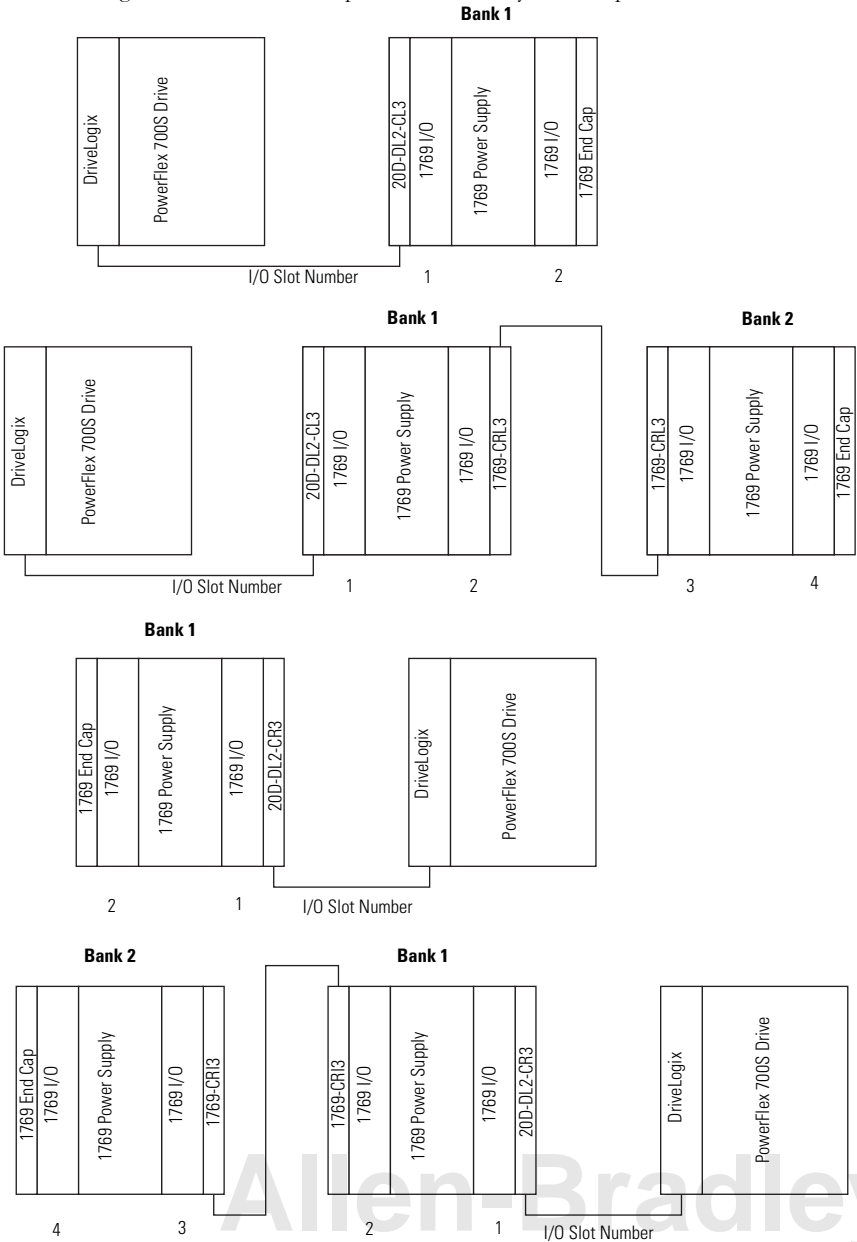 Bank 1
DriveLogix
PowerFlex 700S Drive
20D-DL2-CL3
1769 I/O
1769 Power Supply
1769 I/O
1769 End Cap
I/O Slot Number
1
2
Bank 1
Bank 2
DriveLogix
PowerFlex 700S Drive
20D-DL2-CL3
1769 I/O
1769 Power Supply
1769 I/O
1769-CRL3
1769-CRL3
1769 I/O
1769 Power Supply
1769 I/O
1769 End Cap
I/O Slot Number
1
2
3
4
Bank 1
1769 End Cap
1769 I/O
1769 Power Supply
1769 I/O
20D-DL2-CR3
DriveLogix
PowerFlex 700S Drive
2
1
I/O Slot Number
Bank 2
Bank 1
1769 End Cap
1769 I/O
1769 Power Supply
1769 I/O
1769-CRI3
1769-CRI3
1769 I/O
1769 Power Supply
1769 I/O
20D-DL2-CR3
DriveLogix
PowerFlex 700S Drive
4
3
2
1
I/O Slot Number
Allen-Bradley